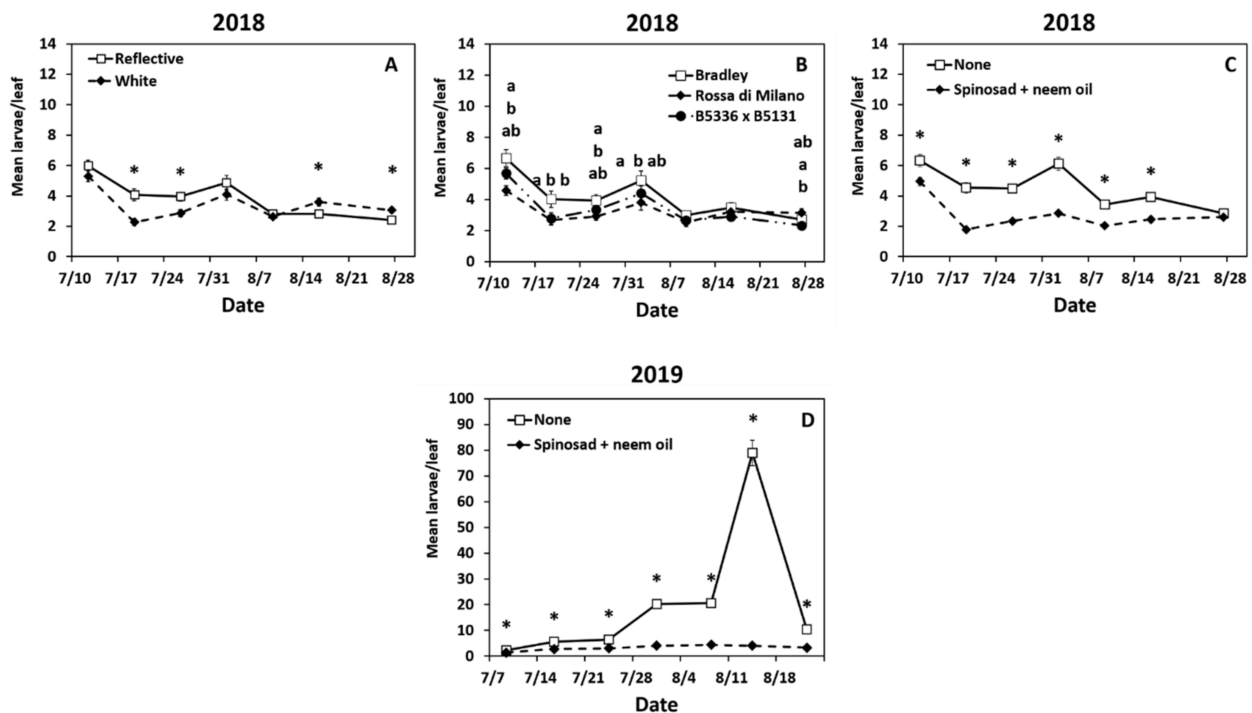 2018
14
12
10
8
6
4
2
0
Mean larvae/leaf
Reflective
White
A
*
*
*
*
7/10 7/17 7/24 7/31 8/7 8/14 8/21 8/28
Date
2018
14
12
10
8
6
4
2
0
Mean larvae/leaf
Bradley
Rossa di Milano
B5336 x B5131
B
a
b
ab
a b b
a
b
ab
a b ab
ab
a
b
7/10 7/17 7/24 7/31 8/7 8/14 8/21 8/28
Date
2018
14
12
10
8
6
4
2
0
Mean larvae/leaf
None
Spinosad + neem oil
C
*
*
*
*
*
*
7/10 7/17 7/24 7/31 8/7 8/14 8/21 8/28
Date
2019
100
90
80
70
60
50
40
30
20
10
0
Mean larvae/leaf
None
Spinosad + neem oil
D
*
*
*
*
*
*
*
7/7 7/14 7/21 7/28 8/4 8/11 8/18
Date